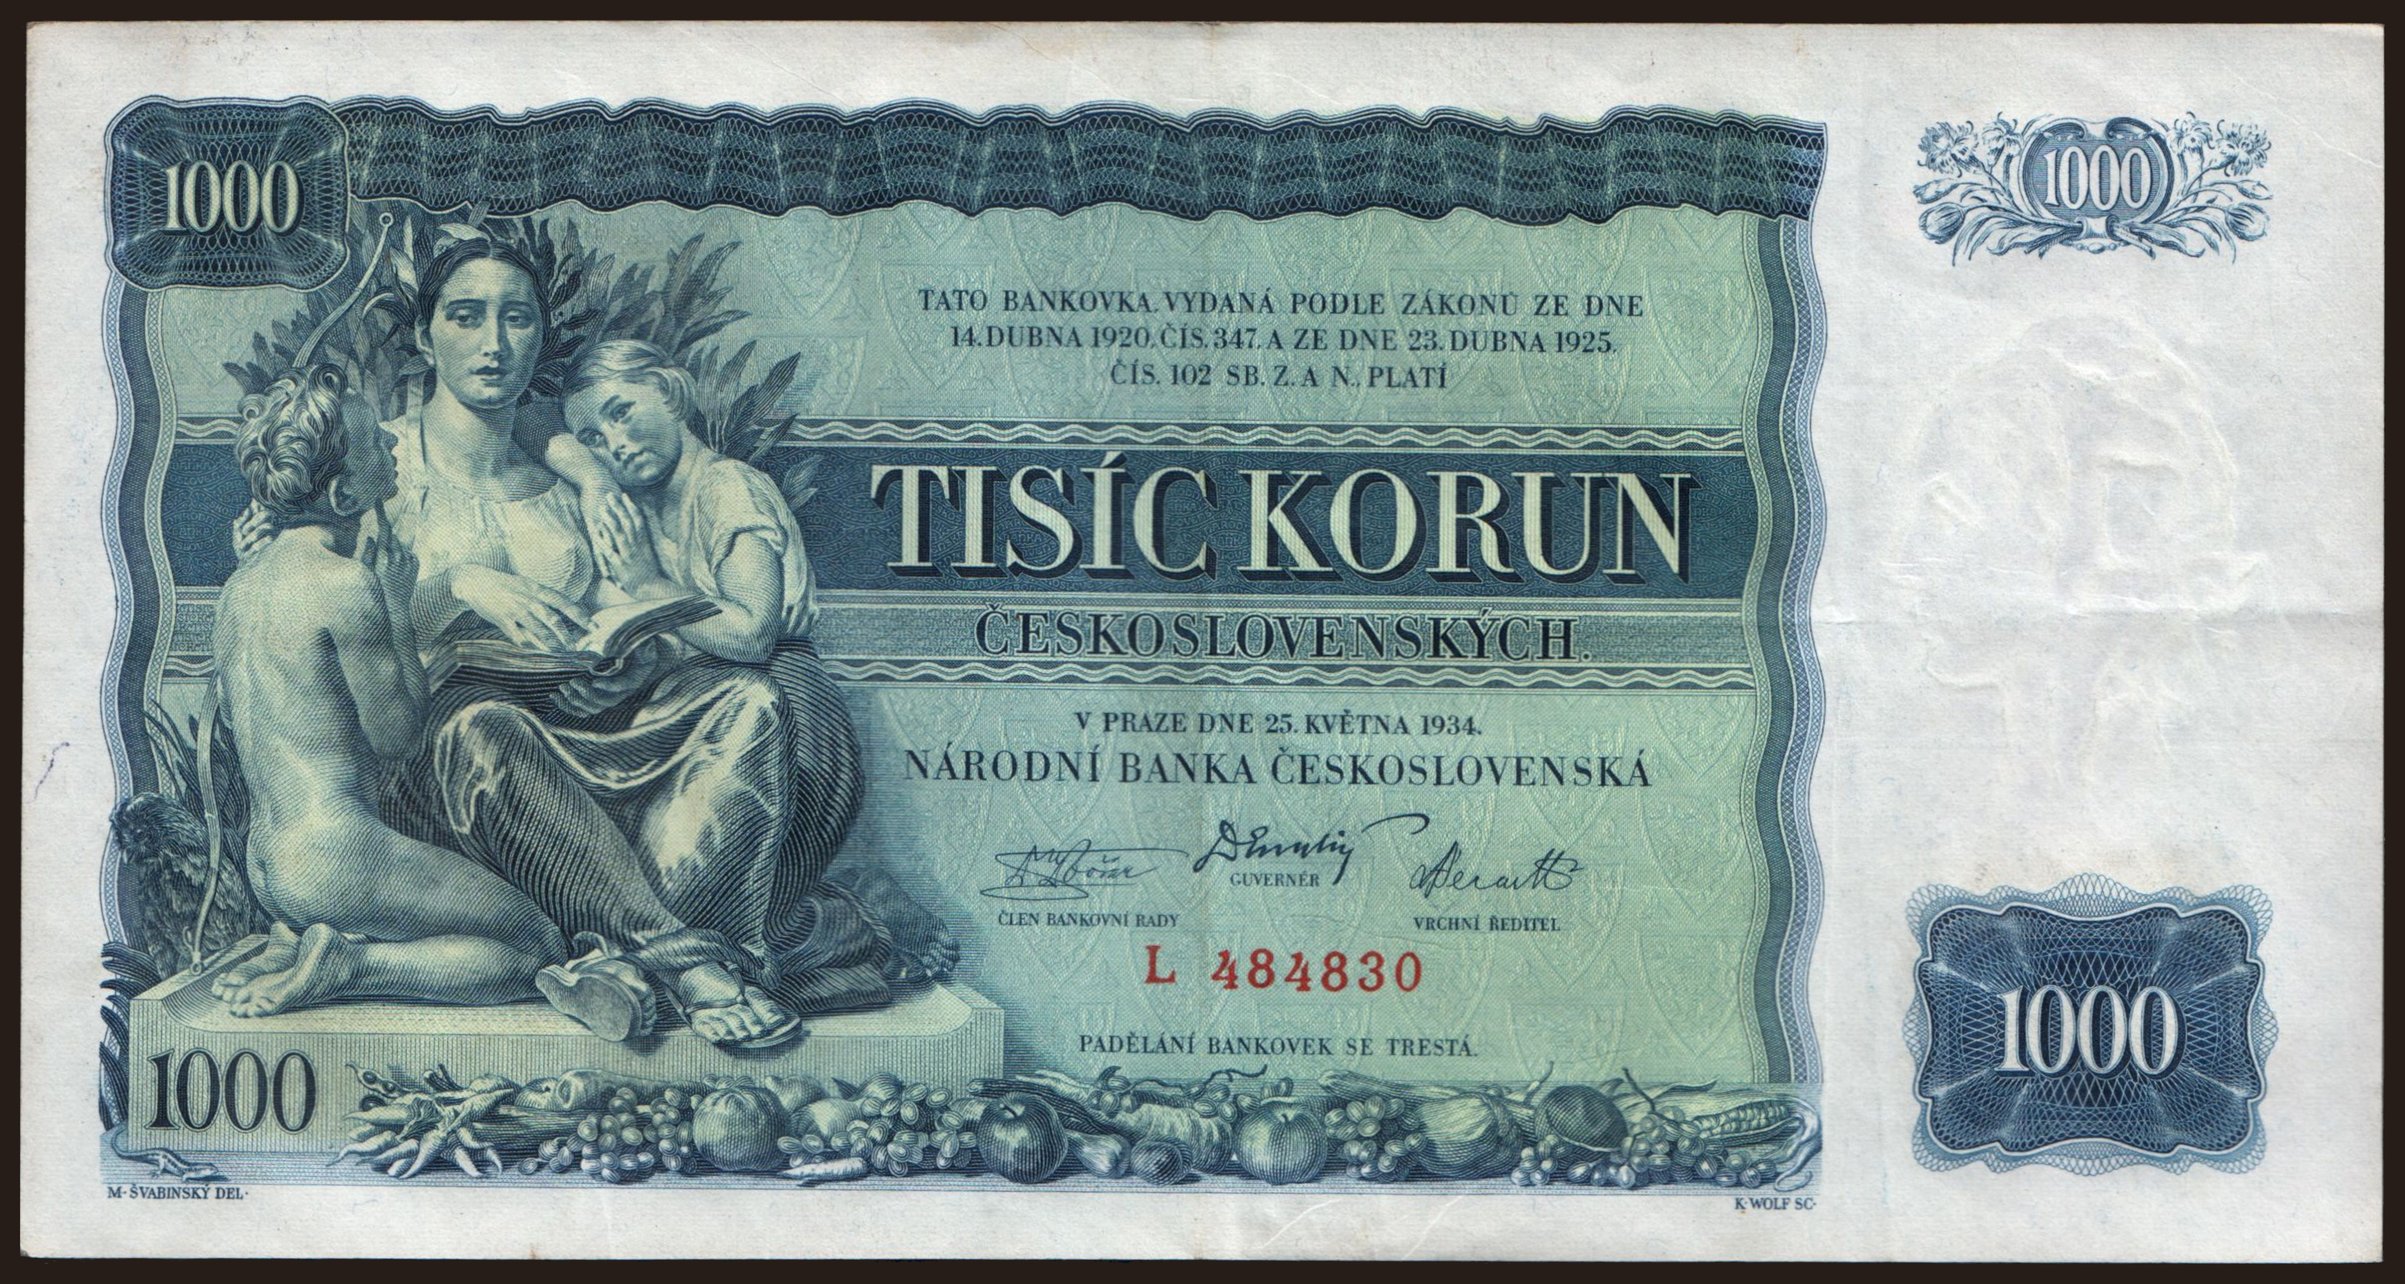 1000
1000
TATO BANKOVKA, VYDANÁ PODLE ZÁKONŮ ZE DNE
14. DUBNA 1920, ČÍS. 347, A ZE DNE 23. DUBNA 1925,
ČÍS. 102 SB. Z. A N., PLATÍ
TISÍC KORUN
ČESKOSLOVENSKÝCH.
V PRAZE DNE 25. KVĚTNA 1934.
NÁRODNÍ BANKA ČESKOSLOVENSKÁ
GUVERNÉR
ČLEN BANKOVNÍ RADY
VRCHNÍ ŘEDITEL
L 484830
PADĚLÁNÍ BANKOVEK SE TRESTÁ.
1000
1000
M. ŠVABINSKÝ DEL.
K. WOLF SC.